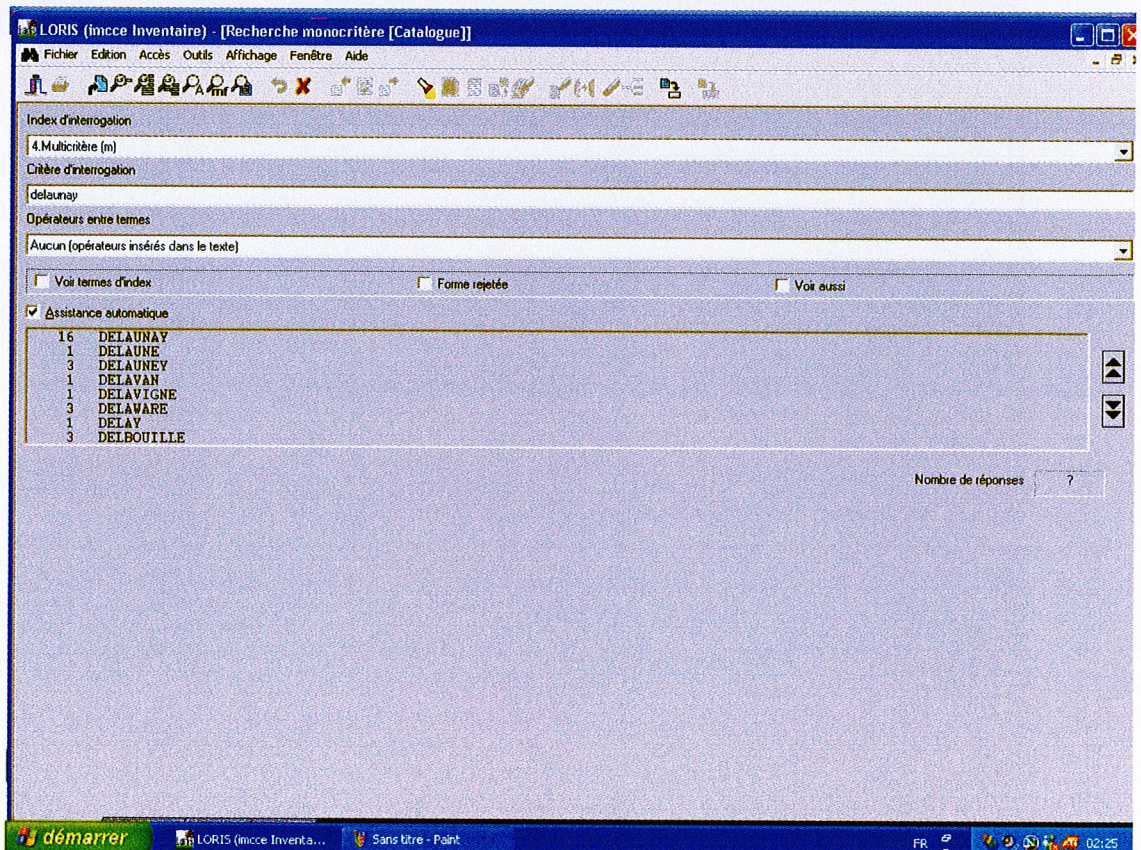 LORIS (imcce Inventaire) - [Recherche monocritère [Catalogue]]
Fichier Edition Accès Outils Affichage Fenêtre Aide
Index d'interrogation
4.Multicritère (m)
Critère d'interrogation
delaunay
Opérateurs entre termes
Aucun (opérateurs insérés dans le texte)
Voir termes d'index Forme rejetée Voir aussi
Assistance automatique
16 DELAUNAY
1 DELAUNE
3 DELAUNEY
1 DELAVAN
1 DELAVIGNE
3 DELAWARE
1 DELAY
3 DELBOUILLE
Nombre de réponses ?
démarrer LORIS (imcce Inventa... Sans titre - Paint FR 02:25